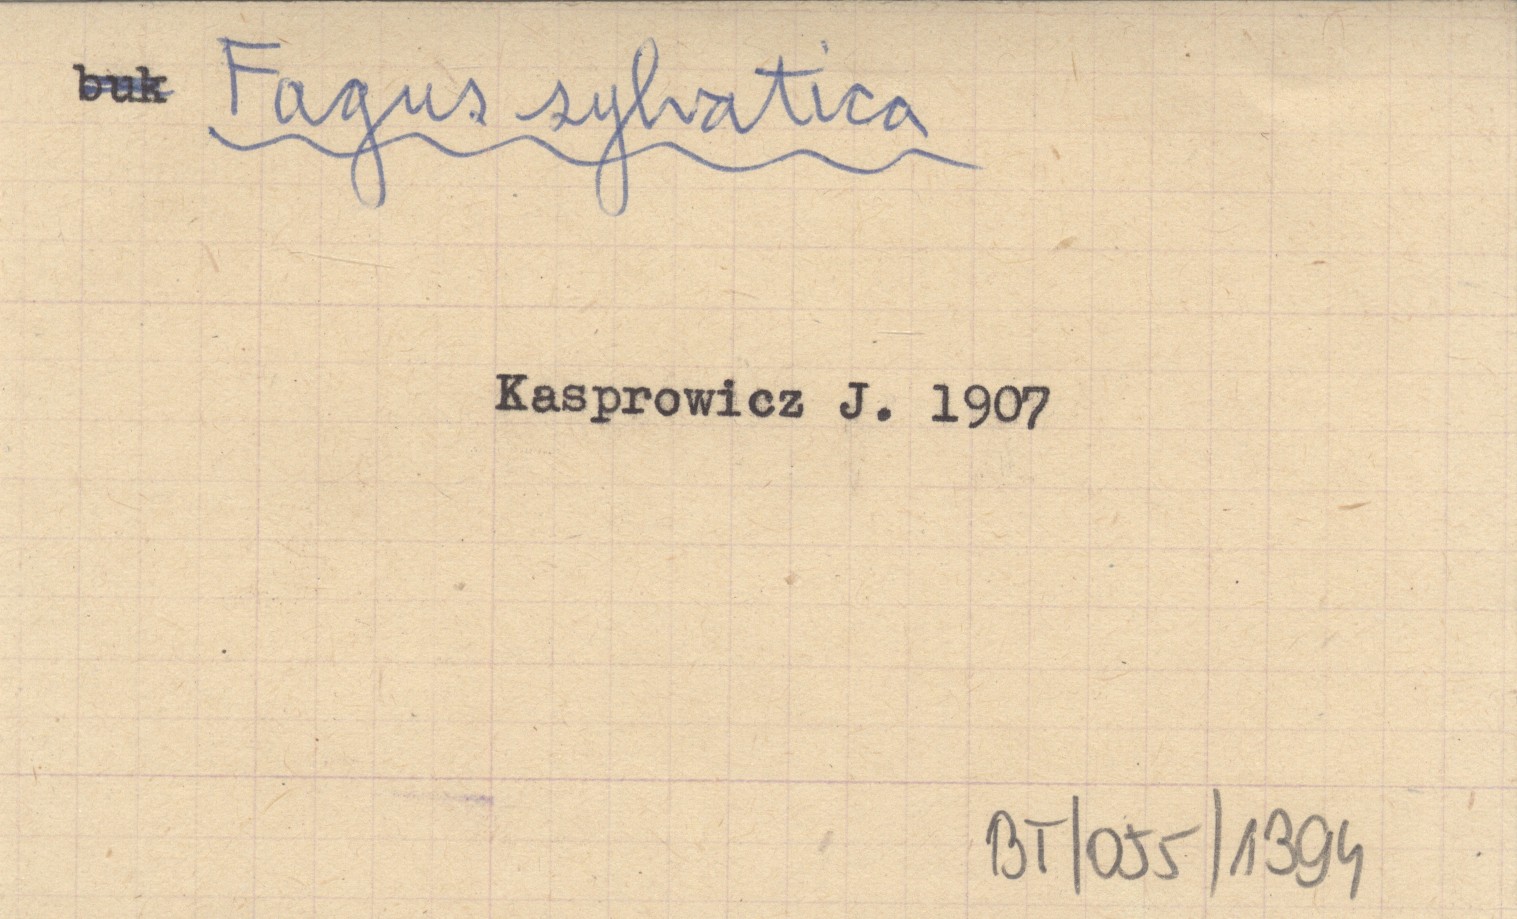 buk Fagus sylvatica
Kasprowicz J. 1907
BT/055/1394